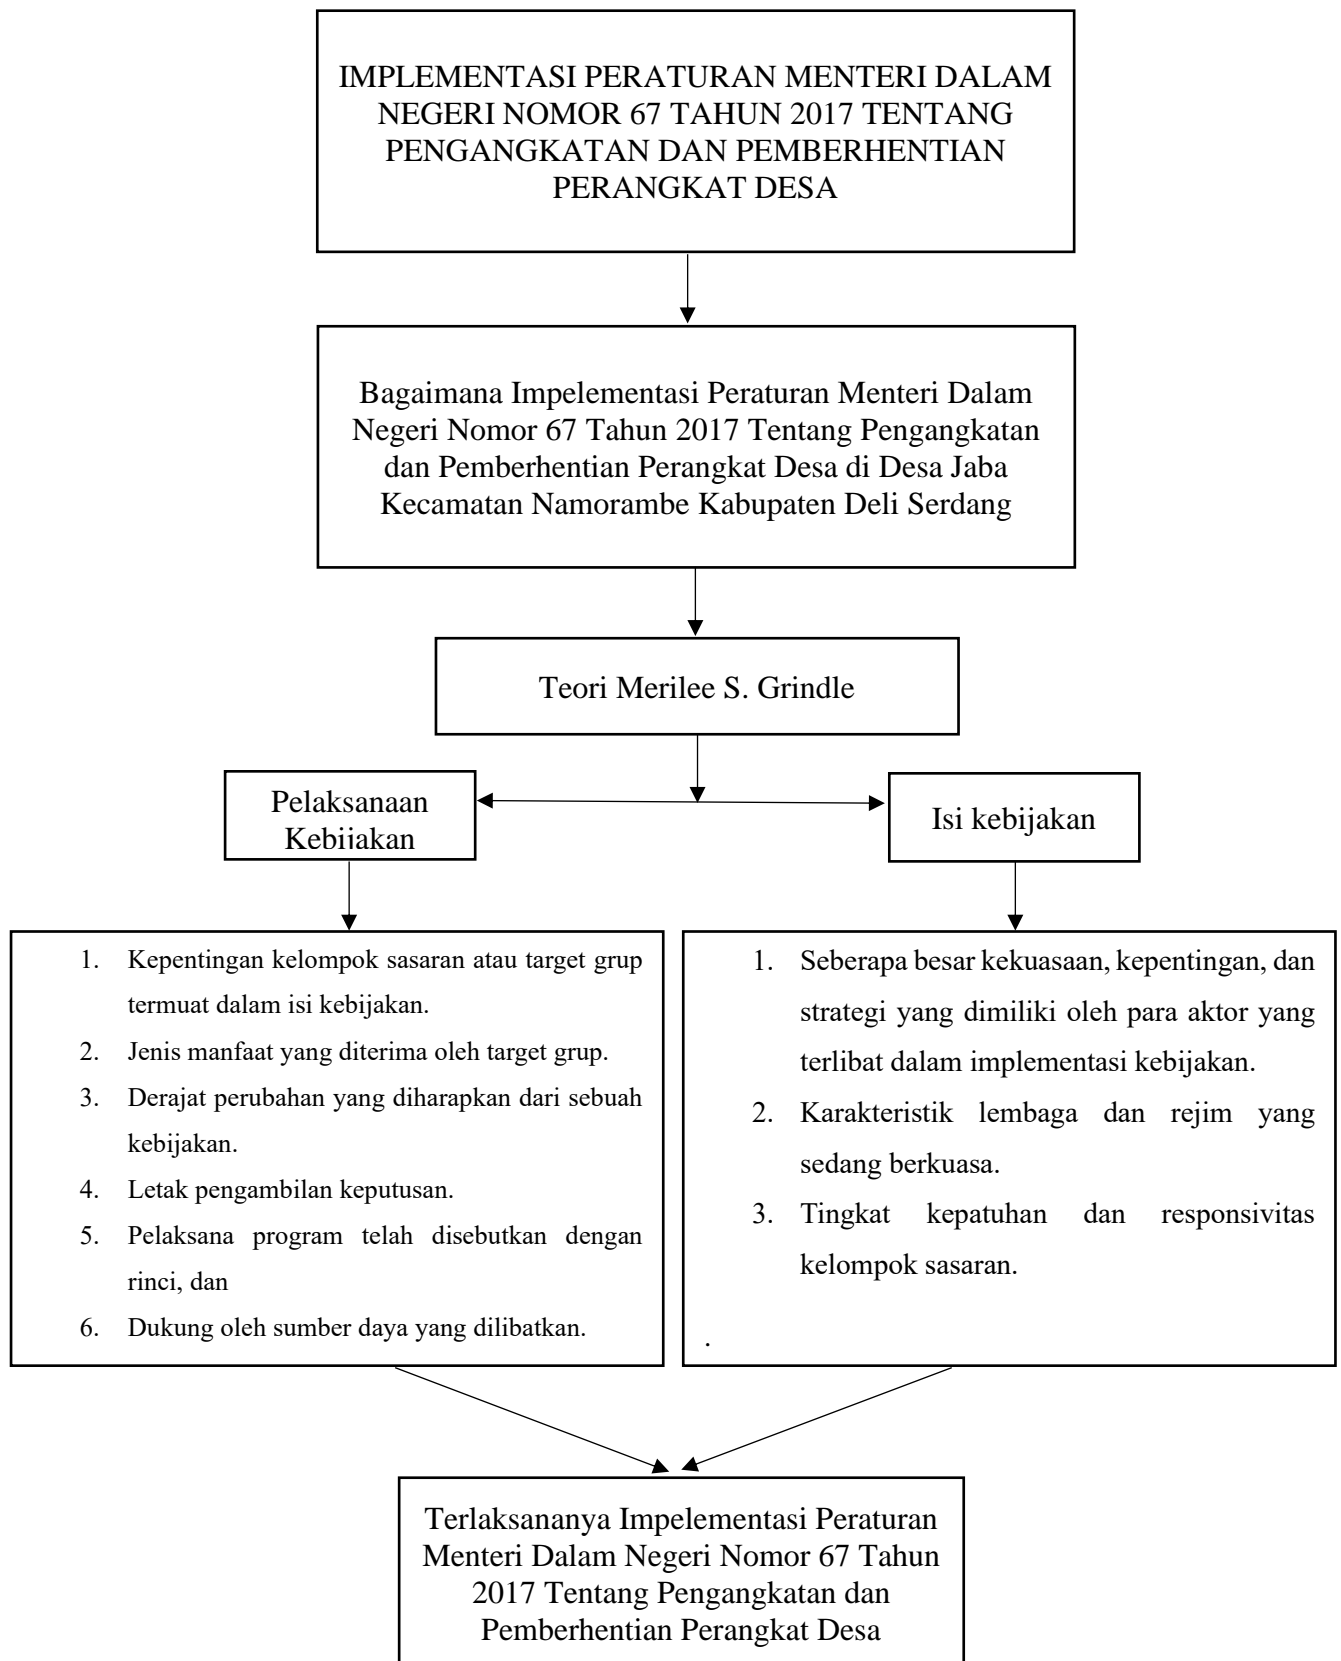 IMPLEMENTASI PERATURAN MENTERI DALAM
NEGERI NOMOR 67 TAHUN 2017 TENTANG
PENGANGKATAN DAN PEMBERHENTIAN
PERANGKAT DESA
Bagaimana Impelementasi Peraturan Menteri Dalam
Negeri Nomor 67 Tahun 2017 Tentang Pengangkatan
dan Pemberhentian Perangkat Desa di Desa Jaba
Kecamatan Namorambe Kabupaten Deli Serdang
Teori Merilee S. Grindle
Pelaksanaan
Kebijakan
Isi kebijakan
1. Kepentingan kelompok sasaran atau target grup
termuat dalam isi kebijakan.
2. Jenis manfaat yang diterima oleh target grup.
3. Derajat perubahan yang diharapkan dari sebuah
kebijakan.
4. Letak pengambilan keputusan.
5. Pelaksana program telah disebutkan dengan
rinci, dan
6. Dukung oleh sumber daya yang dilibatkan.
1. Seberapa besar kekuasaan, kepentingan, dan
strategi yang dimiliki oleh para aktor yang
terlibat dalam implementasi kebijakan.
2. Karakteristik lembaga dan rejim yang
sedang berkuasa.
3. Tingkat kepatuhan dan responsivitas
kelompok sasaran.
.
Terlaksananya Impelementasi Peraturan
Menteri Dalam Negeri Nomor 67 Tahun
2017 Tentang Pengangkatan dan
Pemberhentian Perangkat Desa